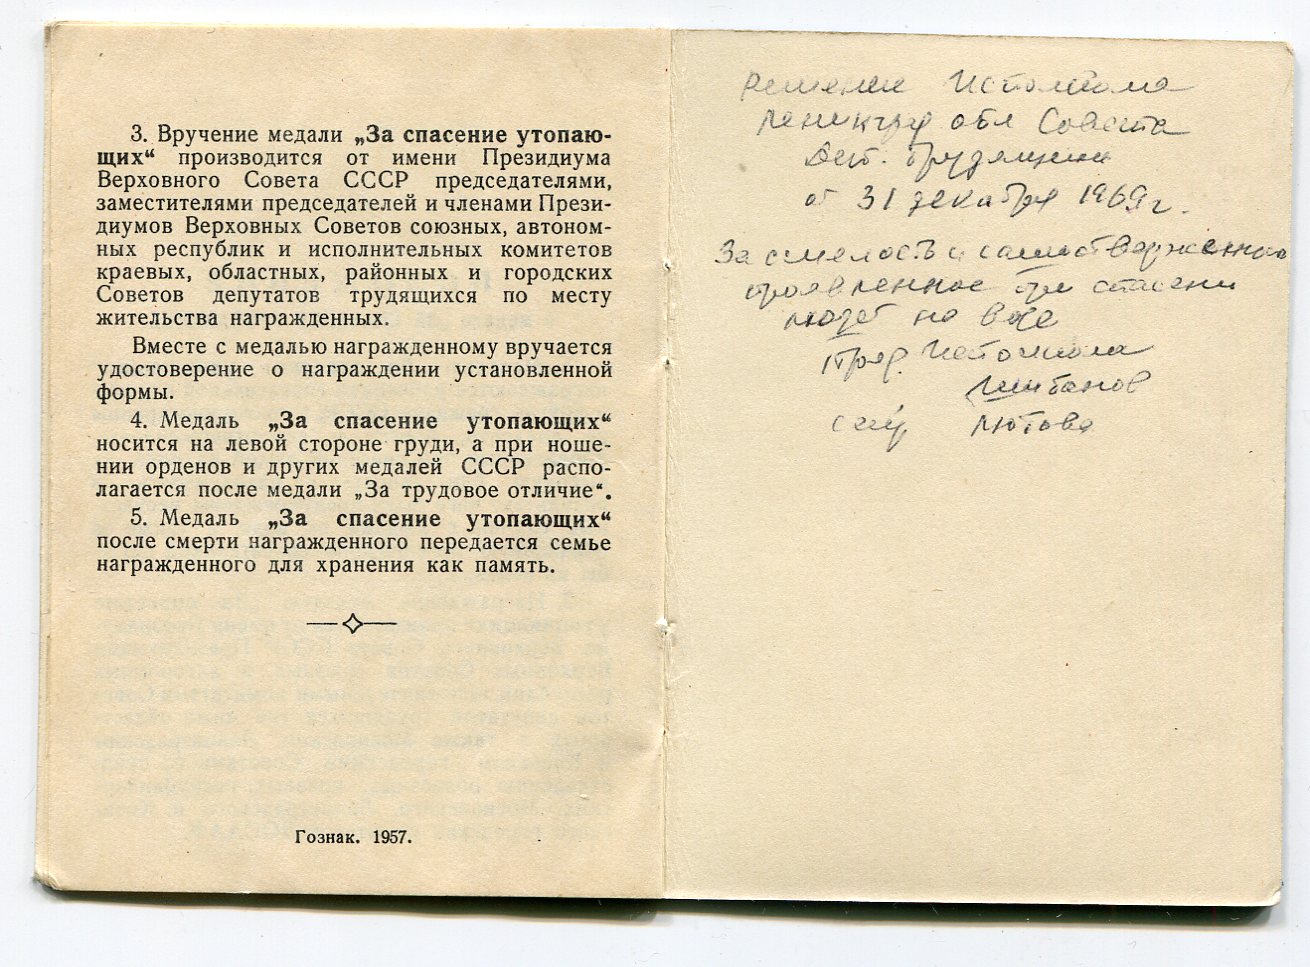 3. Вручение медали „За спасение утопаю-
щих“ производится от имени Президиума
Верховного Совета СССР председателями,
заместителями председателей и членами Прези-
диумов Верховных Советов союзных, автоном-
ных республик и исполнительных комитетов
краевых, областных, районных и городских
Советов депутатов трудящихся по месту
жительства награжденных.
Вместе с медалью награжденному вручается
удостоверение о награждении установленной
формы.
4. Медаль „За спасение утопающих“
носится на левой стороне груди, а при ноше-
нии орденов и других медалей СССР распо-
лагается после медали „За трудовое отличие“.
5. Медаль „За спасение утопающих“
после смерти награжденного передается семье
награжденного для хранения как память.
Гознак. 1957.
Решение Исполкома
Ленингр обл Совета
Деп. Трудящихся
от 31 декабря 1969г.
За смелость и
проявленное при спасении
людей на воде
Пред. Исполкома
Шибанов
секр Лютова